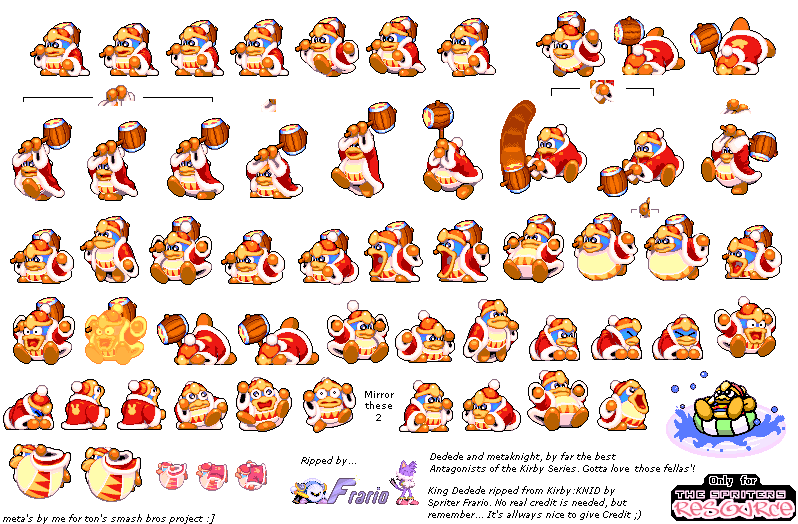 Mirror
these
2
Ripped by...
Frario
Dedede and metaknight, by far the best
Antagonists of the Kirby Series. Gotta love those fellas'!
King Dedede ripped from Kirby:KNID by
Spriter Frario. No real credit is needed, but
remember... It's allways nice to give Credit ;)
Only for
THE SPRITERS
RESOURCE
meta's by me for ton's smash bros project :]